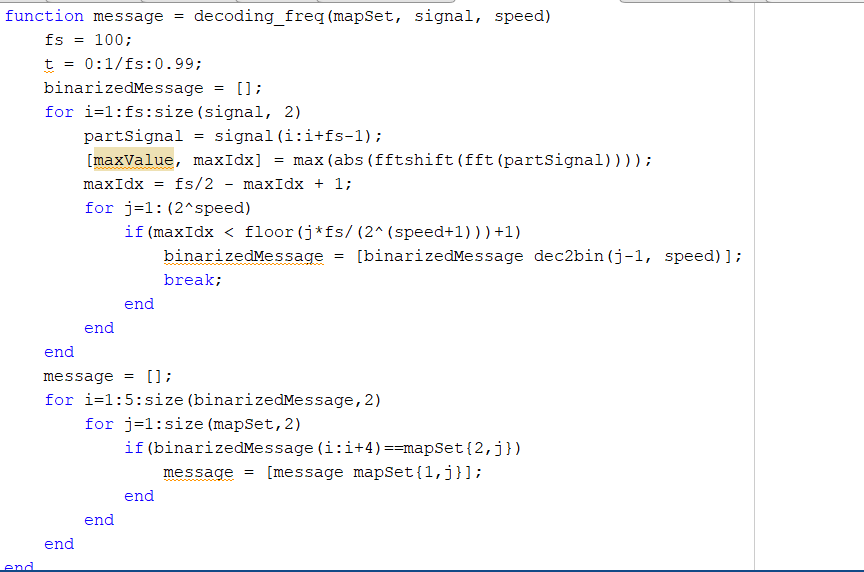 function message = decoding_freq(mapSet, signal, speed)
    fs = 100;
    t = 0:1/fs:0.99;
    binarizedMessage = [];
    for i=1:fs:size(signal, 2)
        partSignal = signal(i:i+fs-1);
        [maxValue, maxIdx] = max(abs(fftshift(fft(partSignal))));
        maxIdx = fs/2 - maxIdx + 1;
        for j=1:(2^speed)
            if(maxIdx < floor(j*fs/(2^(speed+1)))+1)
                binarizedMessage = [binarizedMessage dec2bin(j-1, speed)];
                break;
            end
        end
    end
    message = [];
    for i=1:5:size(binarizedMessage,2)
        for j=1:size(mapSet,2)
            if(binarizedMessage(i:i+4)==mapSet{2,j})
                message = [message mapSet{1,j}];
            end
        end
    end
end